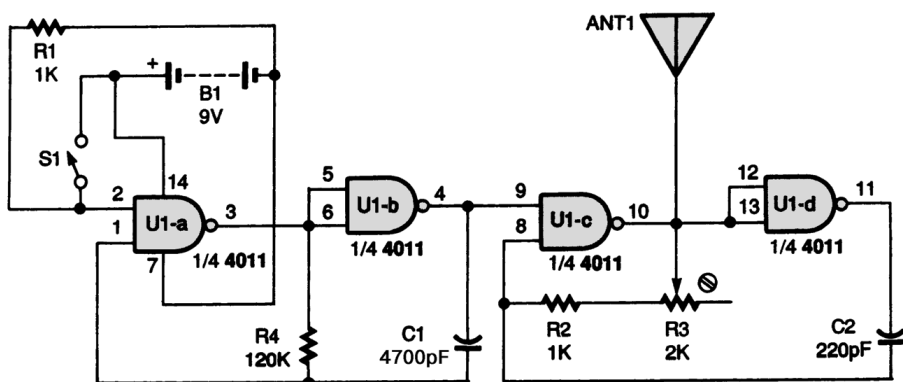 ANT1
R1
1K
+
B1
9V
S1
14
2
1
U1-a
3
7
1/4 4011
5
6
U1-b
4
1/4 4011
9
8
U1-c
10
1/4 4011
12
13
U1-d
11
1/4 4011
R4
120K
C1
4700pF
R2
1K
R3
2K
C2
220pF